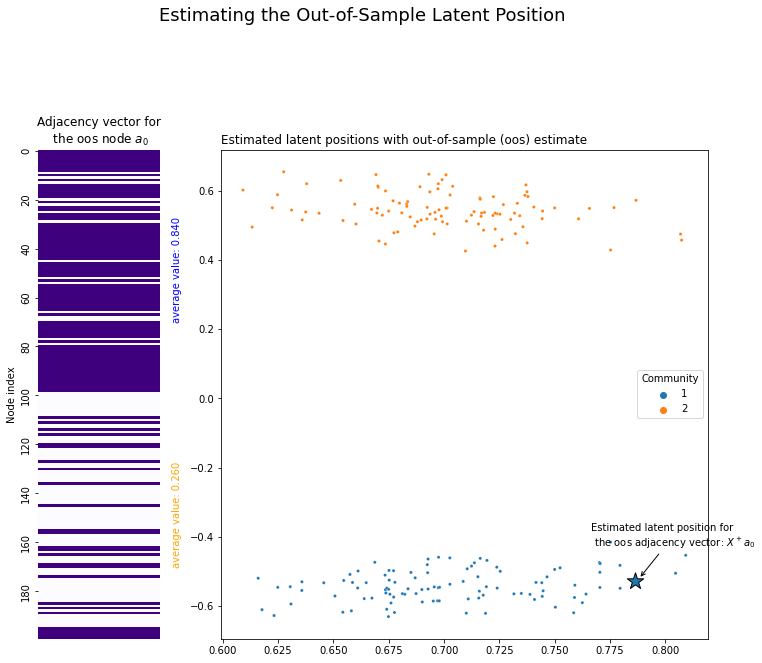 Estimating the Out-of-Sample Latent Position
Adjacency vector for
the oos node a₀
0
20
40
60
80
100
120
140
160
180
Node index
average value: 0.840
average value: 0.260
Estimated latent positions with out-of-sample (oos) estimate
0.6
0.4
0.2
0.0
−0.2
−0.4
−0.6
Community
1
2
Estimated latent position for
the oos adjacency vector: X⁺a₀
0.600
0.625
0.650
0.675
0.700
0.725
0.750
0.775
0.800